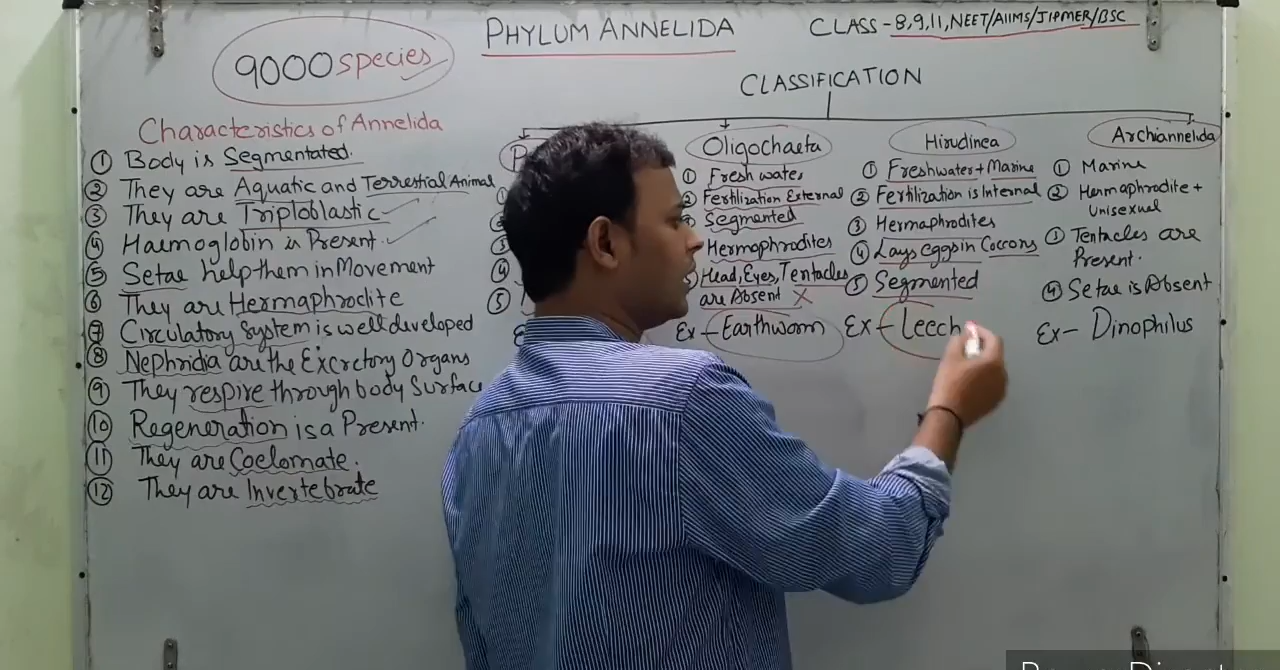 PHYLUM ANNELIDA
CLASS-8,9,11,NEET/AIIMS/JIPMER/BSC
9000 species
CLASSIFICATION
Characteristics of Annelida
① Body is Segmentated.
② They are Aquatic and Terrestial Animal
③ They are Triploblastic
④ Haemoglobin is Present.
⑤ Setae help them in Movement
⑥ They are Hermaphrodite
⑦ Circulatory System is well developed
⑧ Nephridia are the Excretory Organs
⑨ They respire through body Surface
⑩ Regeneration is a Present.
⑪ They are Coelomate.
⑫ They are Invertebrate
P
①
③
④
⑤
Oligochaeta
① Fresh water
② Fertilization External
Segmented
Hermaphrodites
Head, Eyes, Tentacles
are Absent X
Ex- Earthworm
Hirudinea
① Freshwater + Marine
② Fertilization is Internal
③ Hermaphrodites
④ Lays eggs in Coccons
⑤ Segmented
Ex- Leech
Archiannelida
① Marine
② Hermaphrodite +
Unisexual
③ Tentacles are
Present.
④ Setae is Absent
Ex- Dinophilus